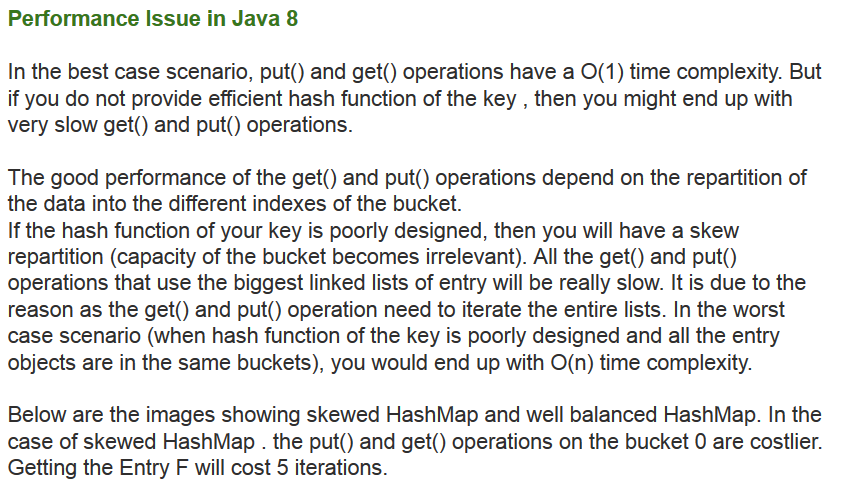 Performance Issue in Java 8
In the best case scenario, put() and get() operations have a O(1) time complexity. But
if you do not provide efficient hash function of the key , then you might end up with
very slow get() and put() operations.
The good performance of the get() and put() operations depend on the repartition of
the data into the different indexes of the bucket.
If the hash function of your key is poorly designed, then you will have a skew
repartition (capacity of the bucket becomes irrelevant). All the get() and put()
operations that use the biggest linked lists of entry will be really slow. It is due to the
reason as the get() and put() operation need to iterate the entire lists. In the worst
case scenario (when hash function of the key is poorly designed and all the entry
objects are in the same buckets), you would end up with O(n) time complexity.
Below are the images showing skewed HashMap and well balanced HashMap. In the
case of skewed HashMap . the put() and get() operations on the bucket 0 are costlier.
Getting the Entry F will cost 5 iterations.